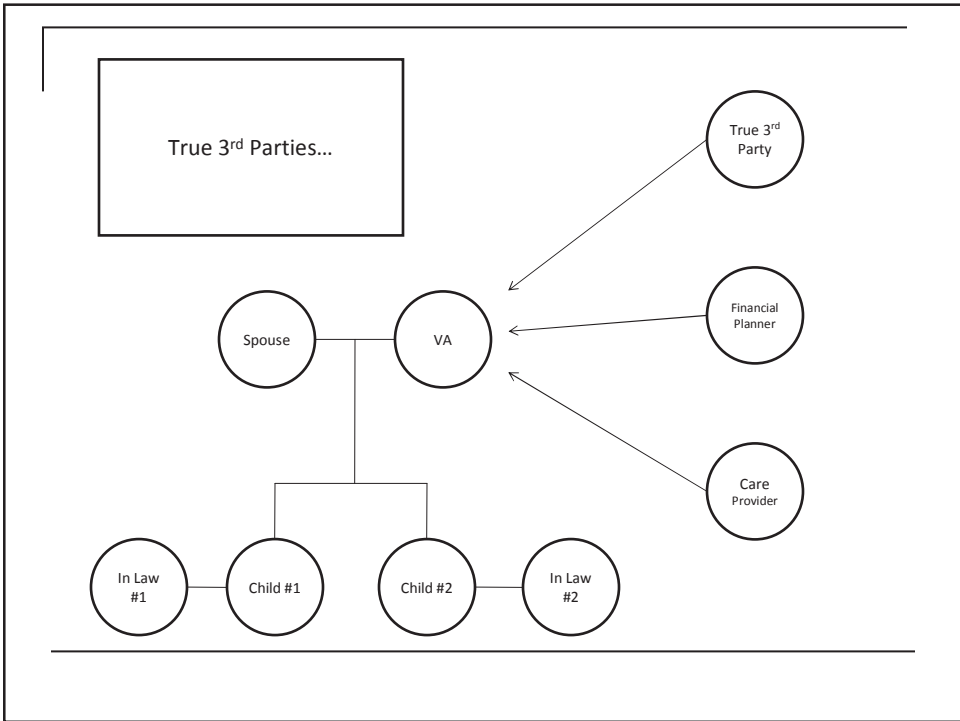 True 3rd Parties...
True 3rd
Party
Financial
Planner
Spouse
VA
Care
Provider
In Law
#1
Child #1
Child #2
In Law
#2